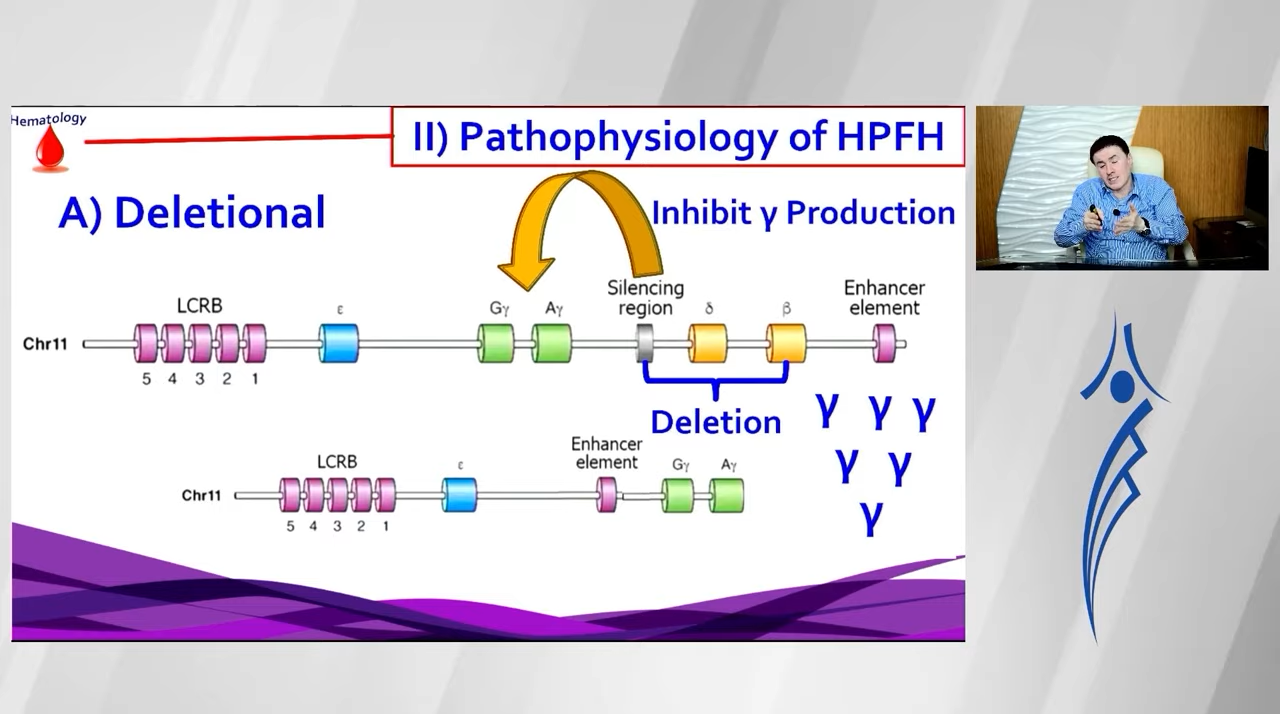 Hematology
II) Pathophysiology of HPFH
A) Deletional
Inhibit γ Production
LCRB
ε
Gγ
Aγ
Silencing
region
δ
β
Enhancer
element
Chr11
5 4 3 2 1
Deletion
γ γ γ
γ γ
γ
LCRB
ε
Enhancer
element
Gγ
Aγ
Chr11
5 4 3 2 1